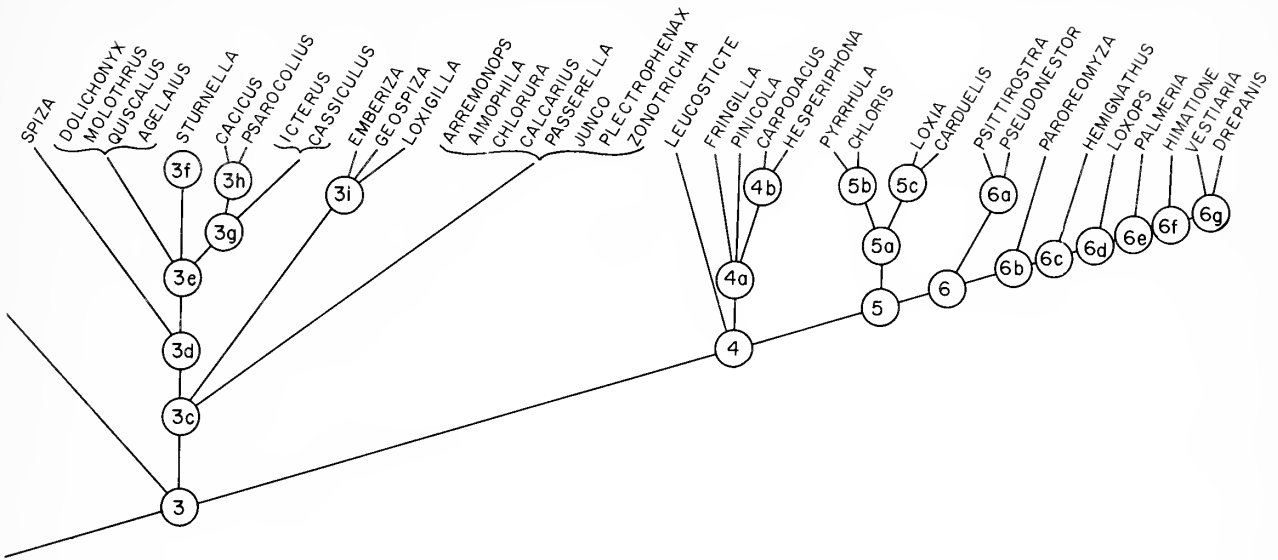 SPIZA
DOLICHONYX
MOLOTHRUS
QUISCALUS
AGELAIUS
STURNELLA
CACICUS
PSAROCOLIUS
ICTERUS
CASSICULUS
EMBERIZA
GEOSPIZA
LOXIGILLA
ARREMONOPS
AIMOPHILA
CHLORURA
CALCARIUS
PASSERELLA
JUNCO
PLECTROPHENAX
ZONOTRICHIA
LEUCOSTICTE
FRINGILLA
PINICOLA
CARPODACUS
HESPERIPHONA
PYRRHULA
CHLORIS
LOXIA
CARDUELIS
PSITTIROSTRA
PSEUDONESTOR
PAROREOMYZA
HEMIGNATHUS
LOXOPS
PALMERIA
HIMATIONE
VESTIARIA
DREPANIS
3f
3h
3i
4b
5b
5c
6a
3g
3e
4a
5a
6b
6c
6d
6e
6f
6g
3d
4
5
6
3c
3